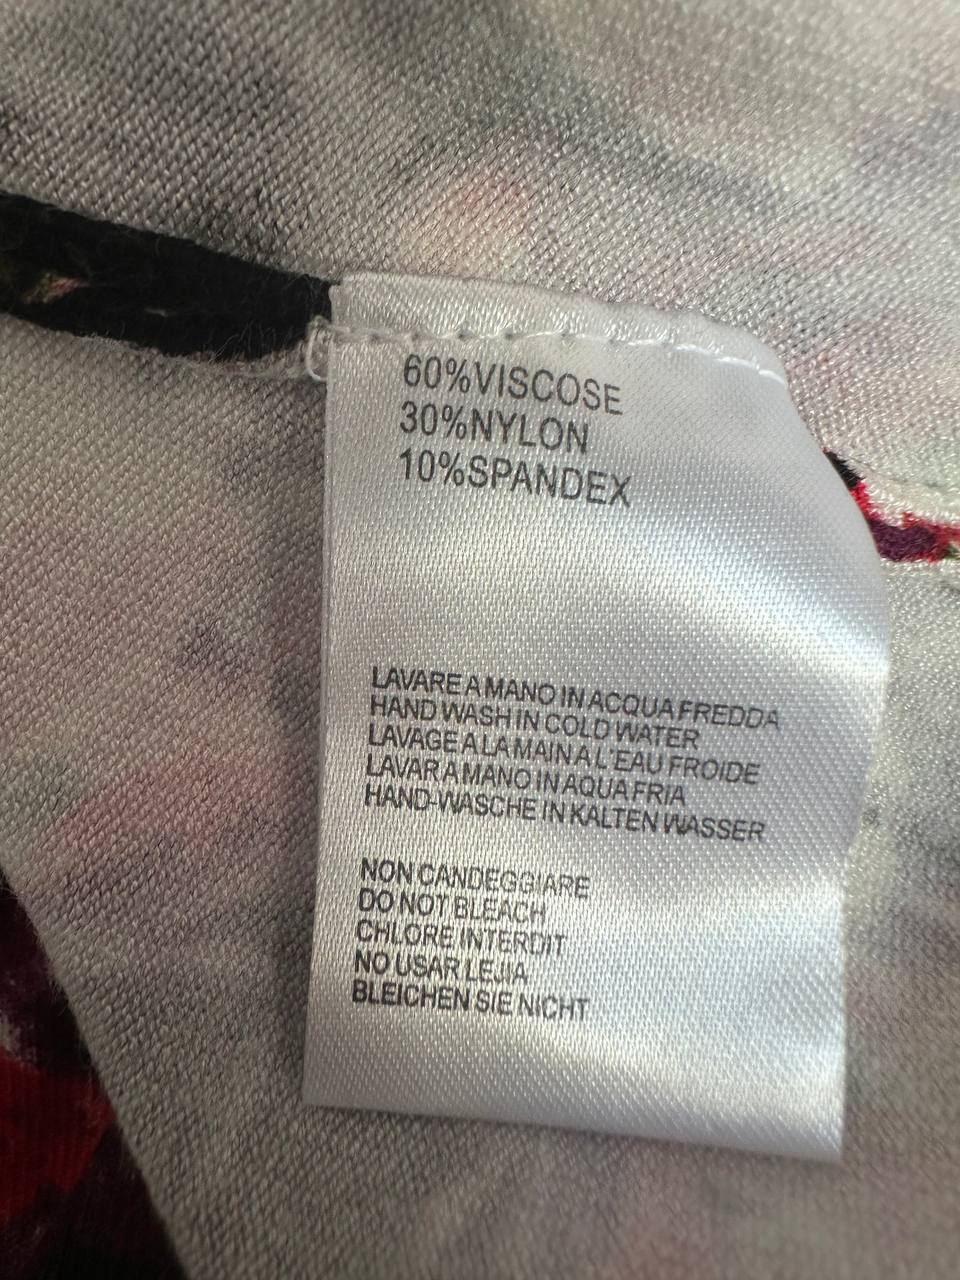 60%VISCOSE
30%NYLON
10%SPANDEX
LAVARE A MANO IN ACQUA FREDDA
HAND WASH IN COLD WATER
LAVAGE A LA MAIN A L'EAU FROIDE
LAVAR A MANO IN AQUA FRIA
HAND-WASCHE IN KALTEN WASSER
NON CANDEGGIARE
DO NOT BLEACH
CHLORE INTERDIT
NO USAR LEJIA
BLEICHEN SIE NICHT